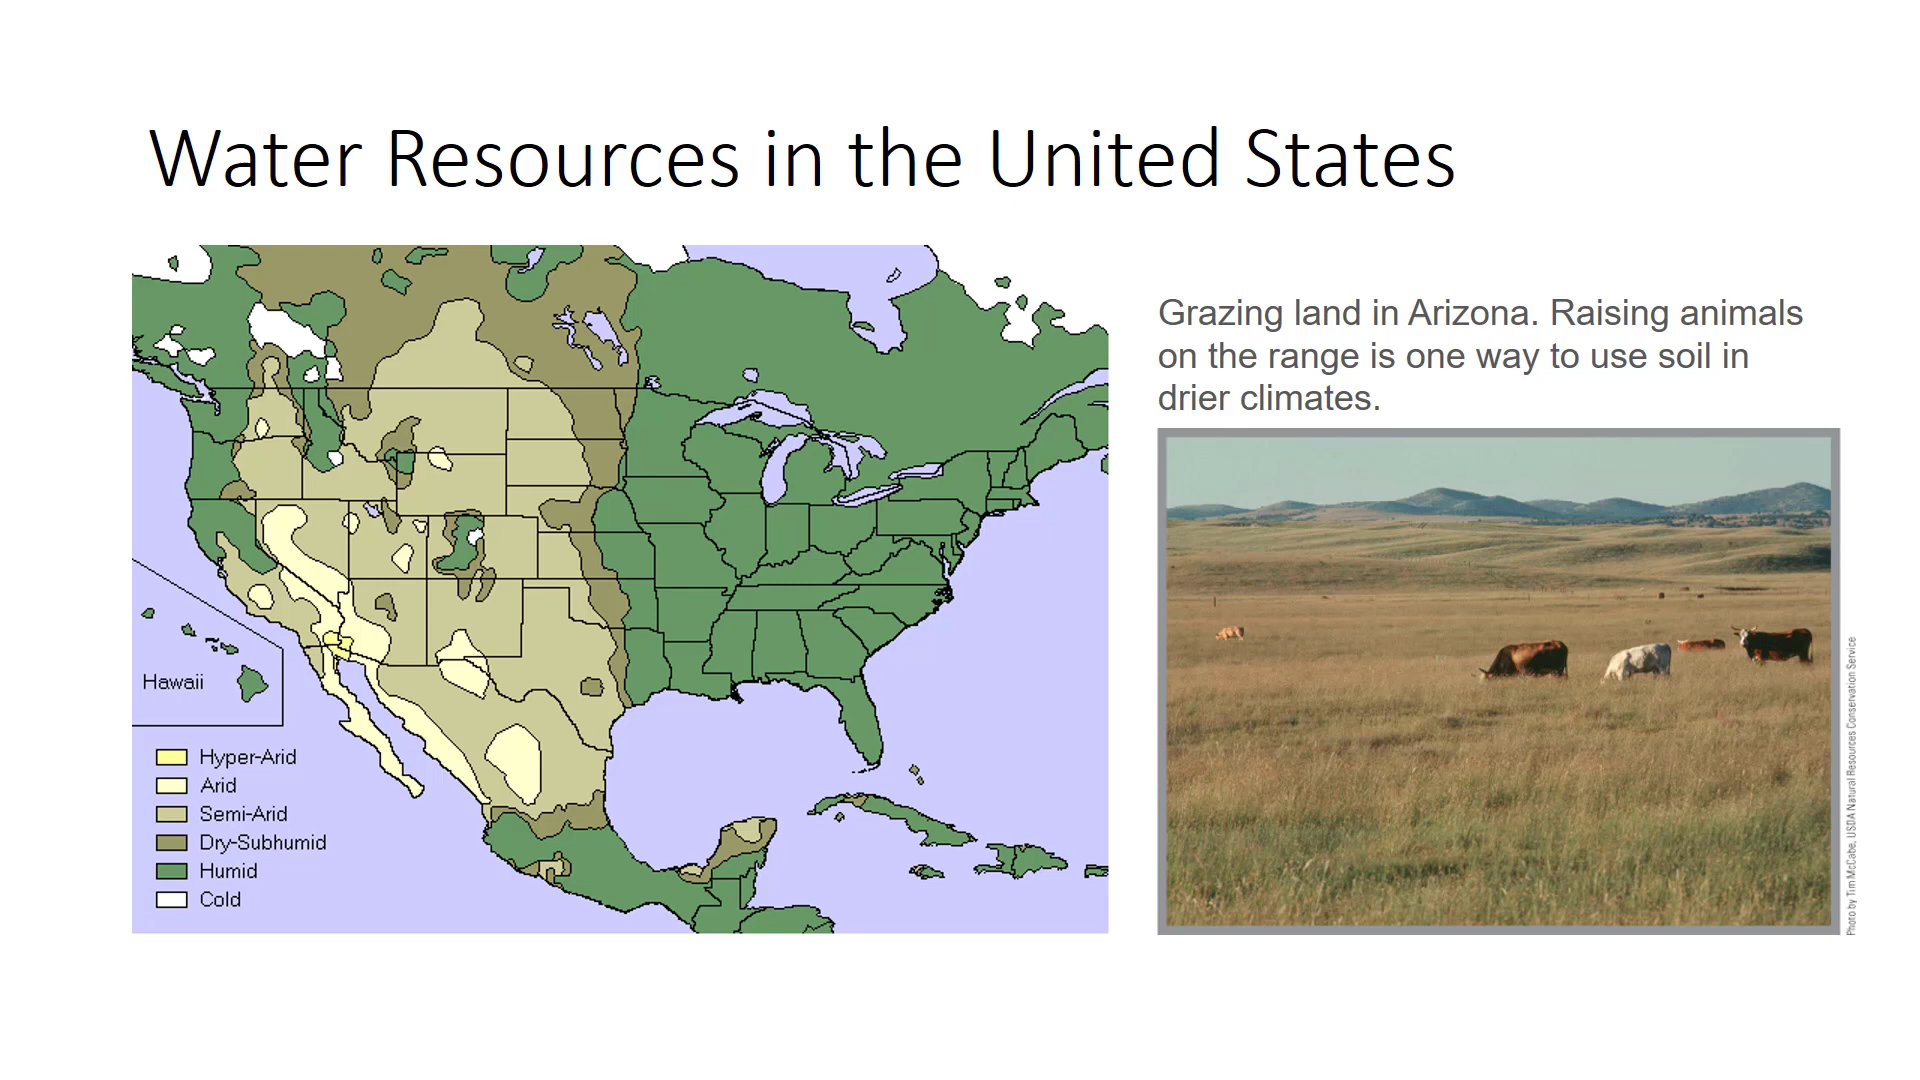 Water Resources in the United States
Hawaii
Hyper-Arid
Arid
Semi-Arid
Dry-Subhumid
Humid
Cold
Grazing land in Arizona. Raising animals
on the range is one way to use soil in
drier climates.
Photo by Tim McCabe, USDA Natural Resources Conservation Service